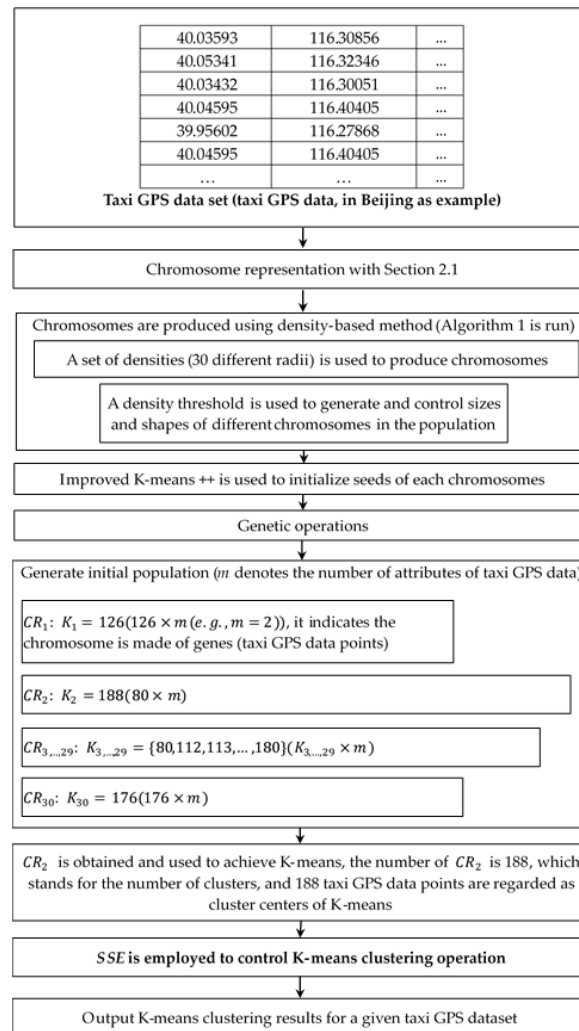 40.03593 116.30856 ...
40.05341 116.32346 ...
40.03432 116.30051 ...
40.04595 116.40405 ...
39.95602 116.27868 ...
40.04595 116.40405 ...
... ... ...
Taxi GPS data set (taxi GPS data, in Beijing as example)
Chromosome representation with Section 2.1
Chromosomes are produced using density-based method (Algorithm 1 is run)
A set of densities (30 different radii) is used to produce chromosomes
A density threshold is used to generate and control sizes
and shapes of different chromosomes in the population
Improved K-means ++ is used to initialize seeds of each chromosomes
Genetic operations
Generate initial population (m denotes the number of attributes of taxi GPS data)
CR₁: K₁ = 126(126 × m(e.g., m = 2)), it indicates the
chromosome is made of genes (taxi GPS data points)
CR₂: K₂ = 188(80 × m)
CR₃,...,₂₉: K₃,...,₂₉ = {80,112,113,...,180}(K₃,...,₂₉ × m)
CR₃₀: K₃₀ = 176(176 × m)
CR₂ is obtained and used to achieve K-means, the number of CR₂ is 188, which
stands for the number of clusters, and 188 taxi GPS data points are regarded as
cluster centers of K-means
SSE is employed to control K-means clustering operation
Output K-means clustering results for a given taxi GPS dataset